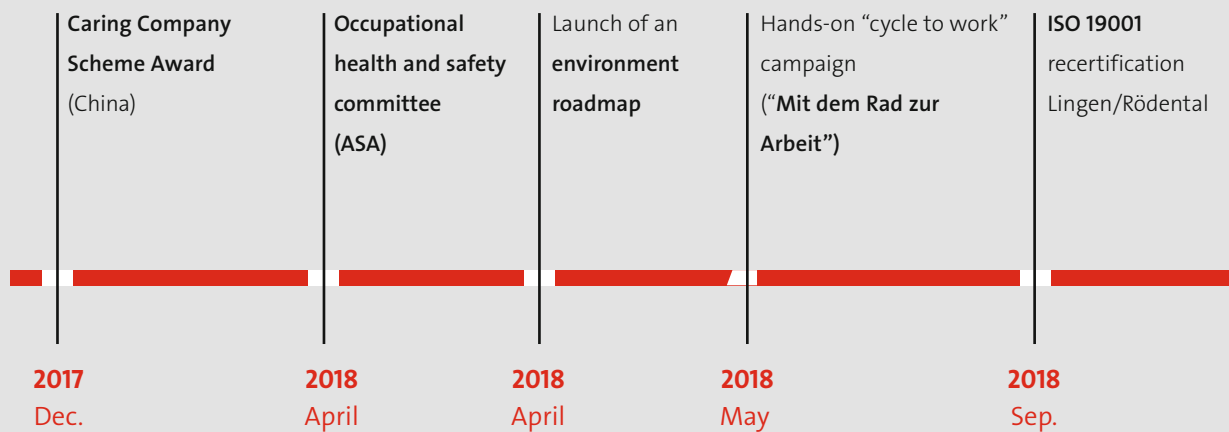 Caring Company
Scheme Award
(China)
Occupational
health and safety
committee
(ASA)
Launch of an
environment
roadmap
Hands-on “cycle to work”
campaign
(“Mit dem Rad zur
Arbeit”)
ISO 19001
recertification
Lingen/Rödental
2017
Dec.
2018
April
2018
April
2018
May
2018
Sep.